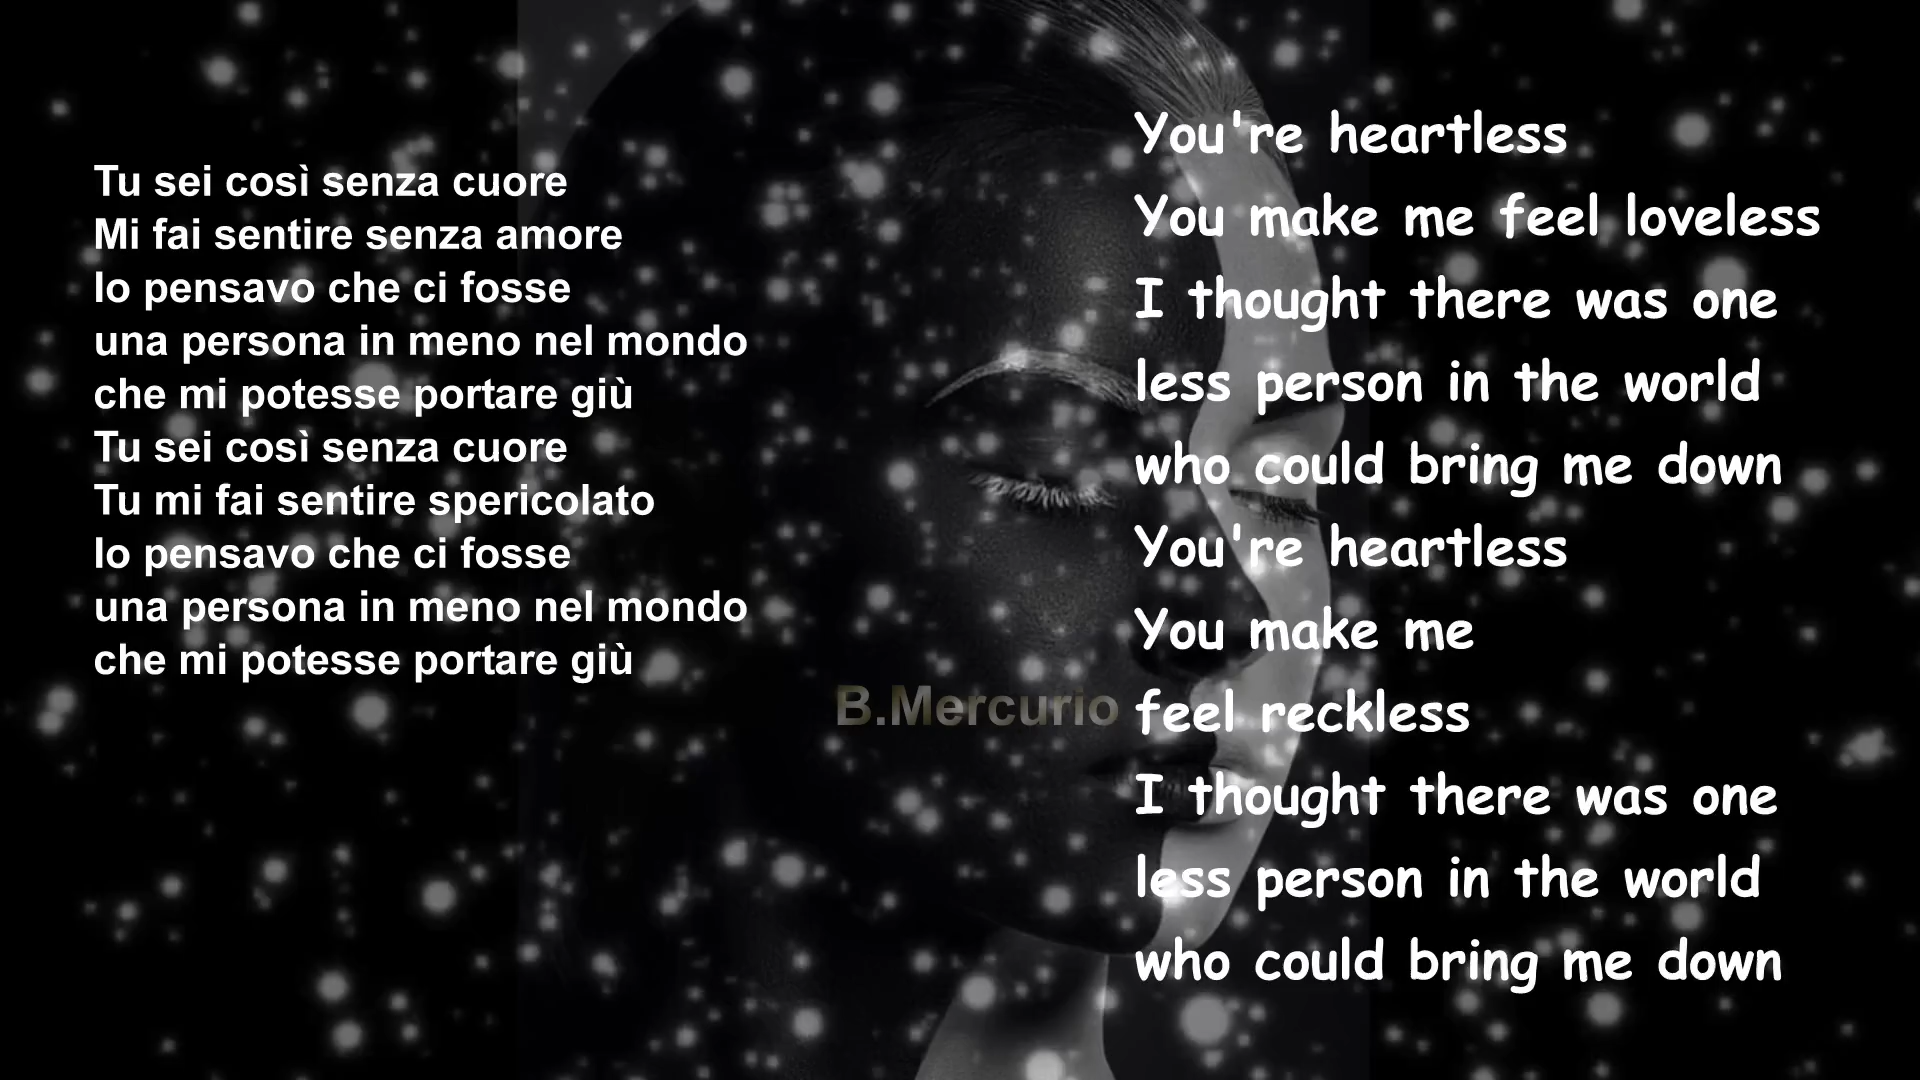 Tu sei così senza cuore
Mi fai sentire senza amore
Io pensavo che ci fosse
una persona in meno nel mondo
che mi potesse portare giù
Tu sei così senza cuore
Tu mi fai sentire spericolato
Io pensavo che ci fosse
una persona in meno nel mondo
che mi potesse portare giù
B.Mercurio
You're heartless
You make me feel loveless
I thought there was one
less person in the world
who could bring me down
You're heartless
You make me
feel reckless
I thought there was one
less person in the world
who could bring me down